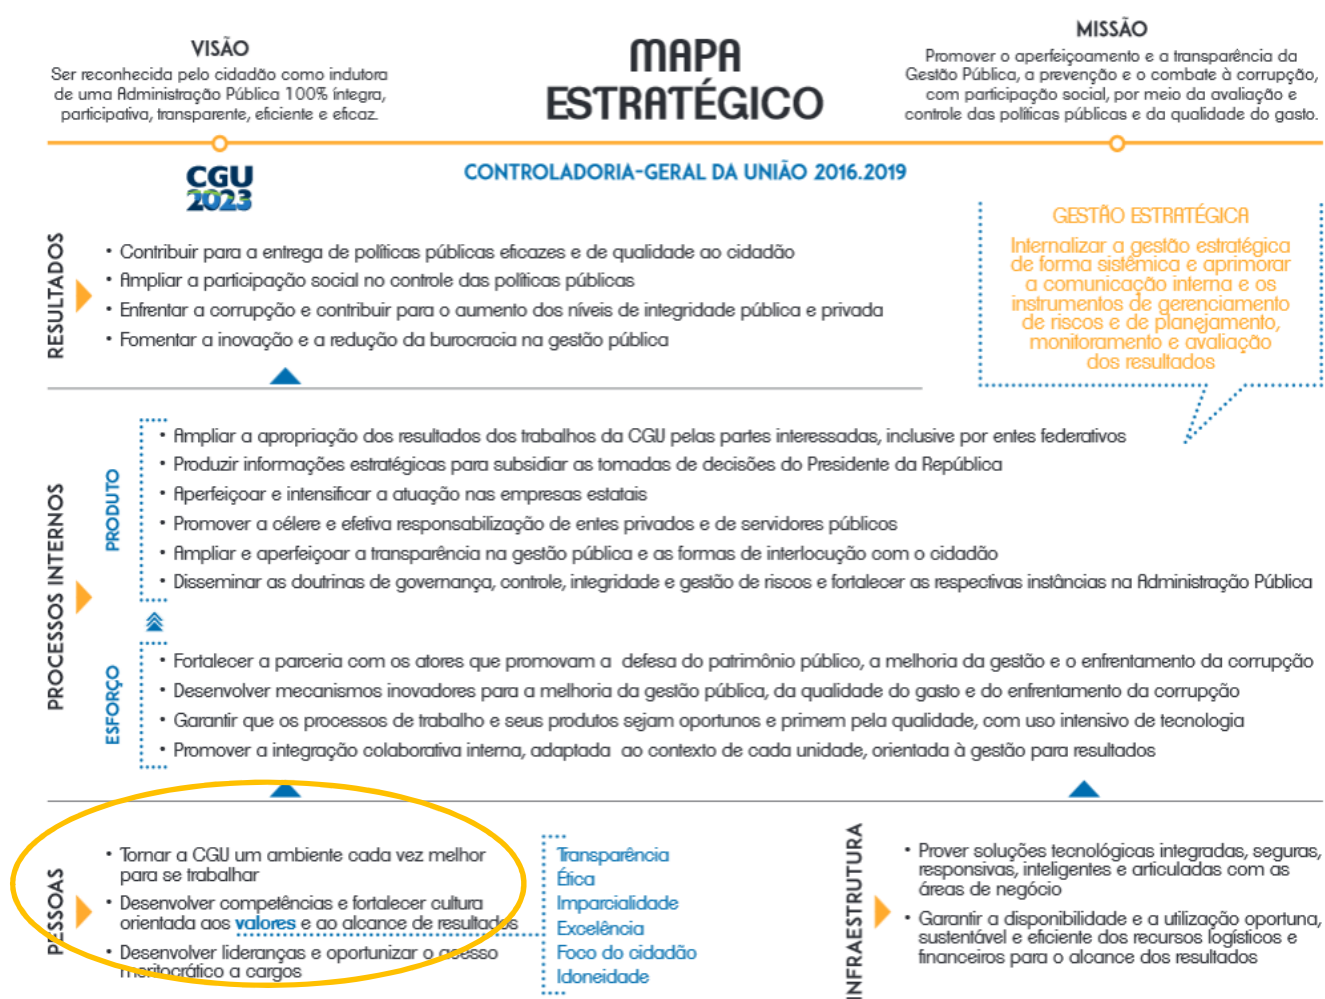 VISÃO
Ser reconhecida pelo cidadão como indutora
de uma Administração Pública 100% íntegra,
participativa, transparente, eficiente e eficaz.
MAPA
ESTRATÉGICO
MISSÃO
Promover o aperfeiçoamento e a transparência da
Gestão Pública, a prevenção e o combate à corrupção,
com participação social, por meio da avaliação e
controle das políticas públicas e da qualidade do gasto.
CGU
2023
CONTROLADORIA-GERAL DA UNIÃO 2016.2019
GESTÃO ESTRATÉGICA
Internalizar a gestão estratégica
de forma sistêmica e aprimorar
a comunicação interna e os
instrumentos de gerenciamento
de riscos e de planejamento,
monitoramento e avaliação
dos resultados
RESULTADOS
• Contribuir para a entrega de políticas públicas eficazes e de qualidade ao cidadão
• Ampliar a participação social no controle das políticas públicas
• Enfrentar a corrupção e contribuir para o aumento dos níveis de integridade pública e privada
• Fomentar a inovação e a redução da burocracia na gestão pública
PROCESSOS INTERNOS
PRODUTO
• Ampliar a apropriação dos resultados dos trabalhos da CGU pelas partes interessadas, inclusive por entes federativos
• Produzir informações estratégicas para subsidiar as tomadas de decisões do Presidente da República
• Aperfeiçoar e intensificar a atuação nas empresas estatais
• Promover a célere e efetiva responsabilização de entes privados e de servidores públicos
• Ampliar e aperfeiçoar a transparência na gestão pública e as formas de interlocução com o cidadão
• Disseminar as doutrinas de governança, controle, integridade e gestão de riscos e fortalecer as respectivas instâncias na Administração Pública
ESFORÇO
• Fortalecer a parceria com os atores que promovam a defesa do patrimônio público, a melhoria da gestão e o enfrentamento da corrupção
• Desenvolver mecanismos inovadores para a melhoria da gestão pública, da qualidade do gasto e do enfrentamento da corrupção
• Garantir que os processos de trabalho e seus produtos sejam oportunos e primem pela qualidade, com uso intensivo de tecnologia
• Promover a integração colaborativa interna, adaptada ao contexto de cada unidade, orientada à gestão para resultados
PESSOAS
• Tornar a CGU um ambiente cada vez melhor
para se trabalhar
• Desenvolver competências e fortalecer cultura
orientada aos valores e ao alcance de resultados
• Desenvolver lideranças e oportunizar o acesso
meritocrático a cargos
Transparência
Ética
Imparcialidade
Excelência
Foco do cidadão
Idoneidade
INFRAESTRUTURA
• Prover soluções tecnológicas integradas, seguras,
responsivas, inteligentes e articuladas com as
áreas de negócio
• Garantir a disponibilidade e a utilização oportuna,
sustentável e eficiente dos recursos logísticos e
financeiros para o alcance dos resultados